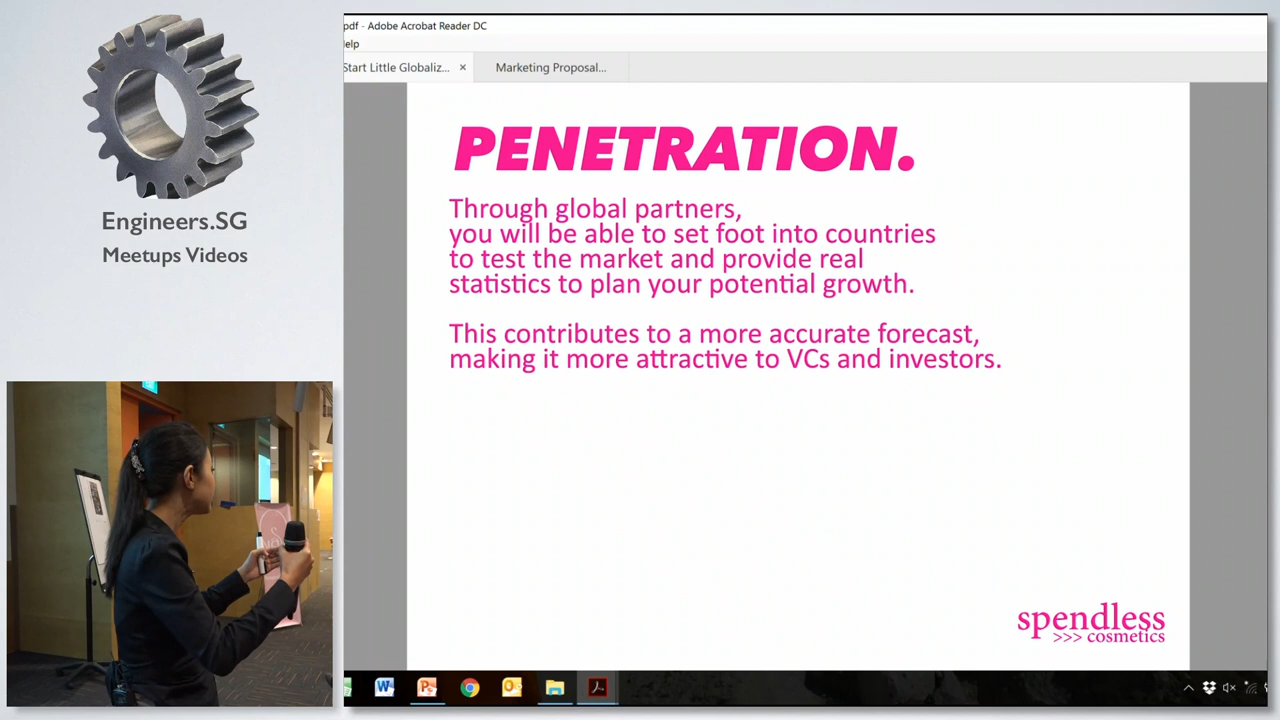 pdf - Adobe Acrobat Reader DC
elp
Start Little Globaliz...
Marketing Proposal...
Engineers.SG
Meetups Videos
PENETRATION.
Through global partners,
you will be able to set foot into countries
to test the market and provide real
statistics to plan your potential growth.
This contributes to a more accurate forecast,
making it more attractive to VCs and investors.
spendless
>>> cosmetics